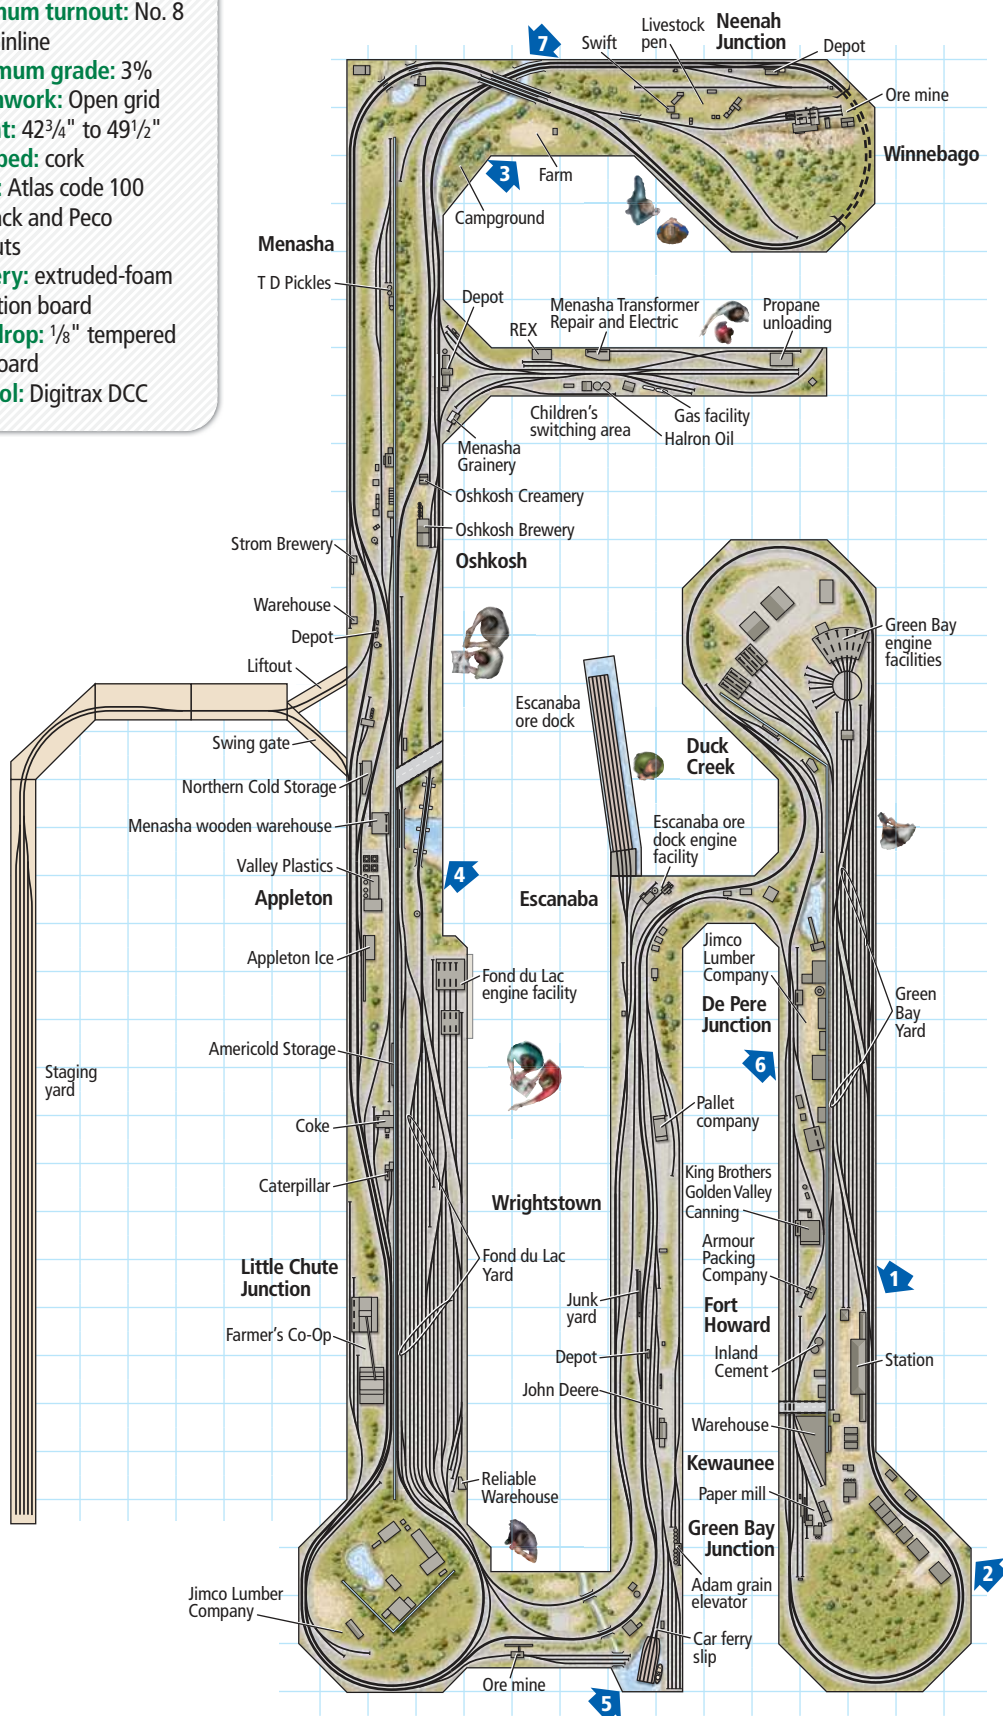 num turnout: No. 8
inline
mum grade: 3%
nwork: Open grid
t: 42¾" to 49½"
bed: cork
: Atlas code 100
ck and Peco
uts
ery: extruded-foam
tion board
drop: ⅛" tempered
oard
ol: Digitrax DCC
7
Swift
Livestock
pen
Neenah
Junction
Depot
Ore mine
Winnebago
3
Farm
Campground
Menasha
T D Pickles
Depot
REX
Menasha Transformer
Repair and Electric
Propane
unloading
Children's
switching area
Gas facility
Halron Oil
Menasha
Grainery
Oshkosh Creamery
Oshkosh Brewery
Oshkosh
Strom Brewery
Warehouse
Depot
Liftout
Swing gate
Northern Cold Storage
Menasha wooden warehouse
Valley Plastics
Appleton
Appleton Ice
4
Escanaba
ore dock
Duck
Creek
Green Bay
engine
facilities
Escanaba ore
dock engine
facility
Escanaba
Fond du Lac
engine facility
Jimco
Lumber
Company
De Pere
Junction
Green
Bay
Yard
6
Staging
yard
Americold Storage
Coke
Caterpillar
Pallet
company
King Brothers
Golden Valley
Canning
Wrightstown
Armour
Packing
Company
1
Fond du Lac
Yard
Little Chute
Junction
Farmer's Co-Op
Junk
yard
Fort
Howard
Depot
Inland
Cement
Station
John Deere
Warehouse
Kewaunee
Reliable
Warehouse
Paper mill
Green Bay
Junction
2
Adam grain
elevator
Jimco Lumber
Company
Car ferry
slip
Ore mine
5